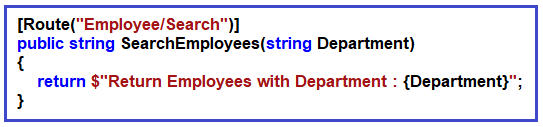 [Route("Employee/Search")]
public string SearchEmployees(string Department)
{
return $"Return Employees with Department : {Department}";
}